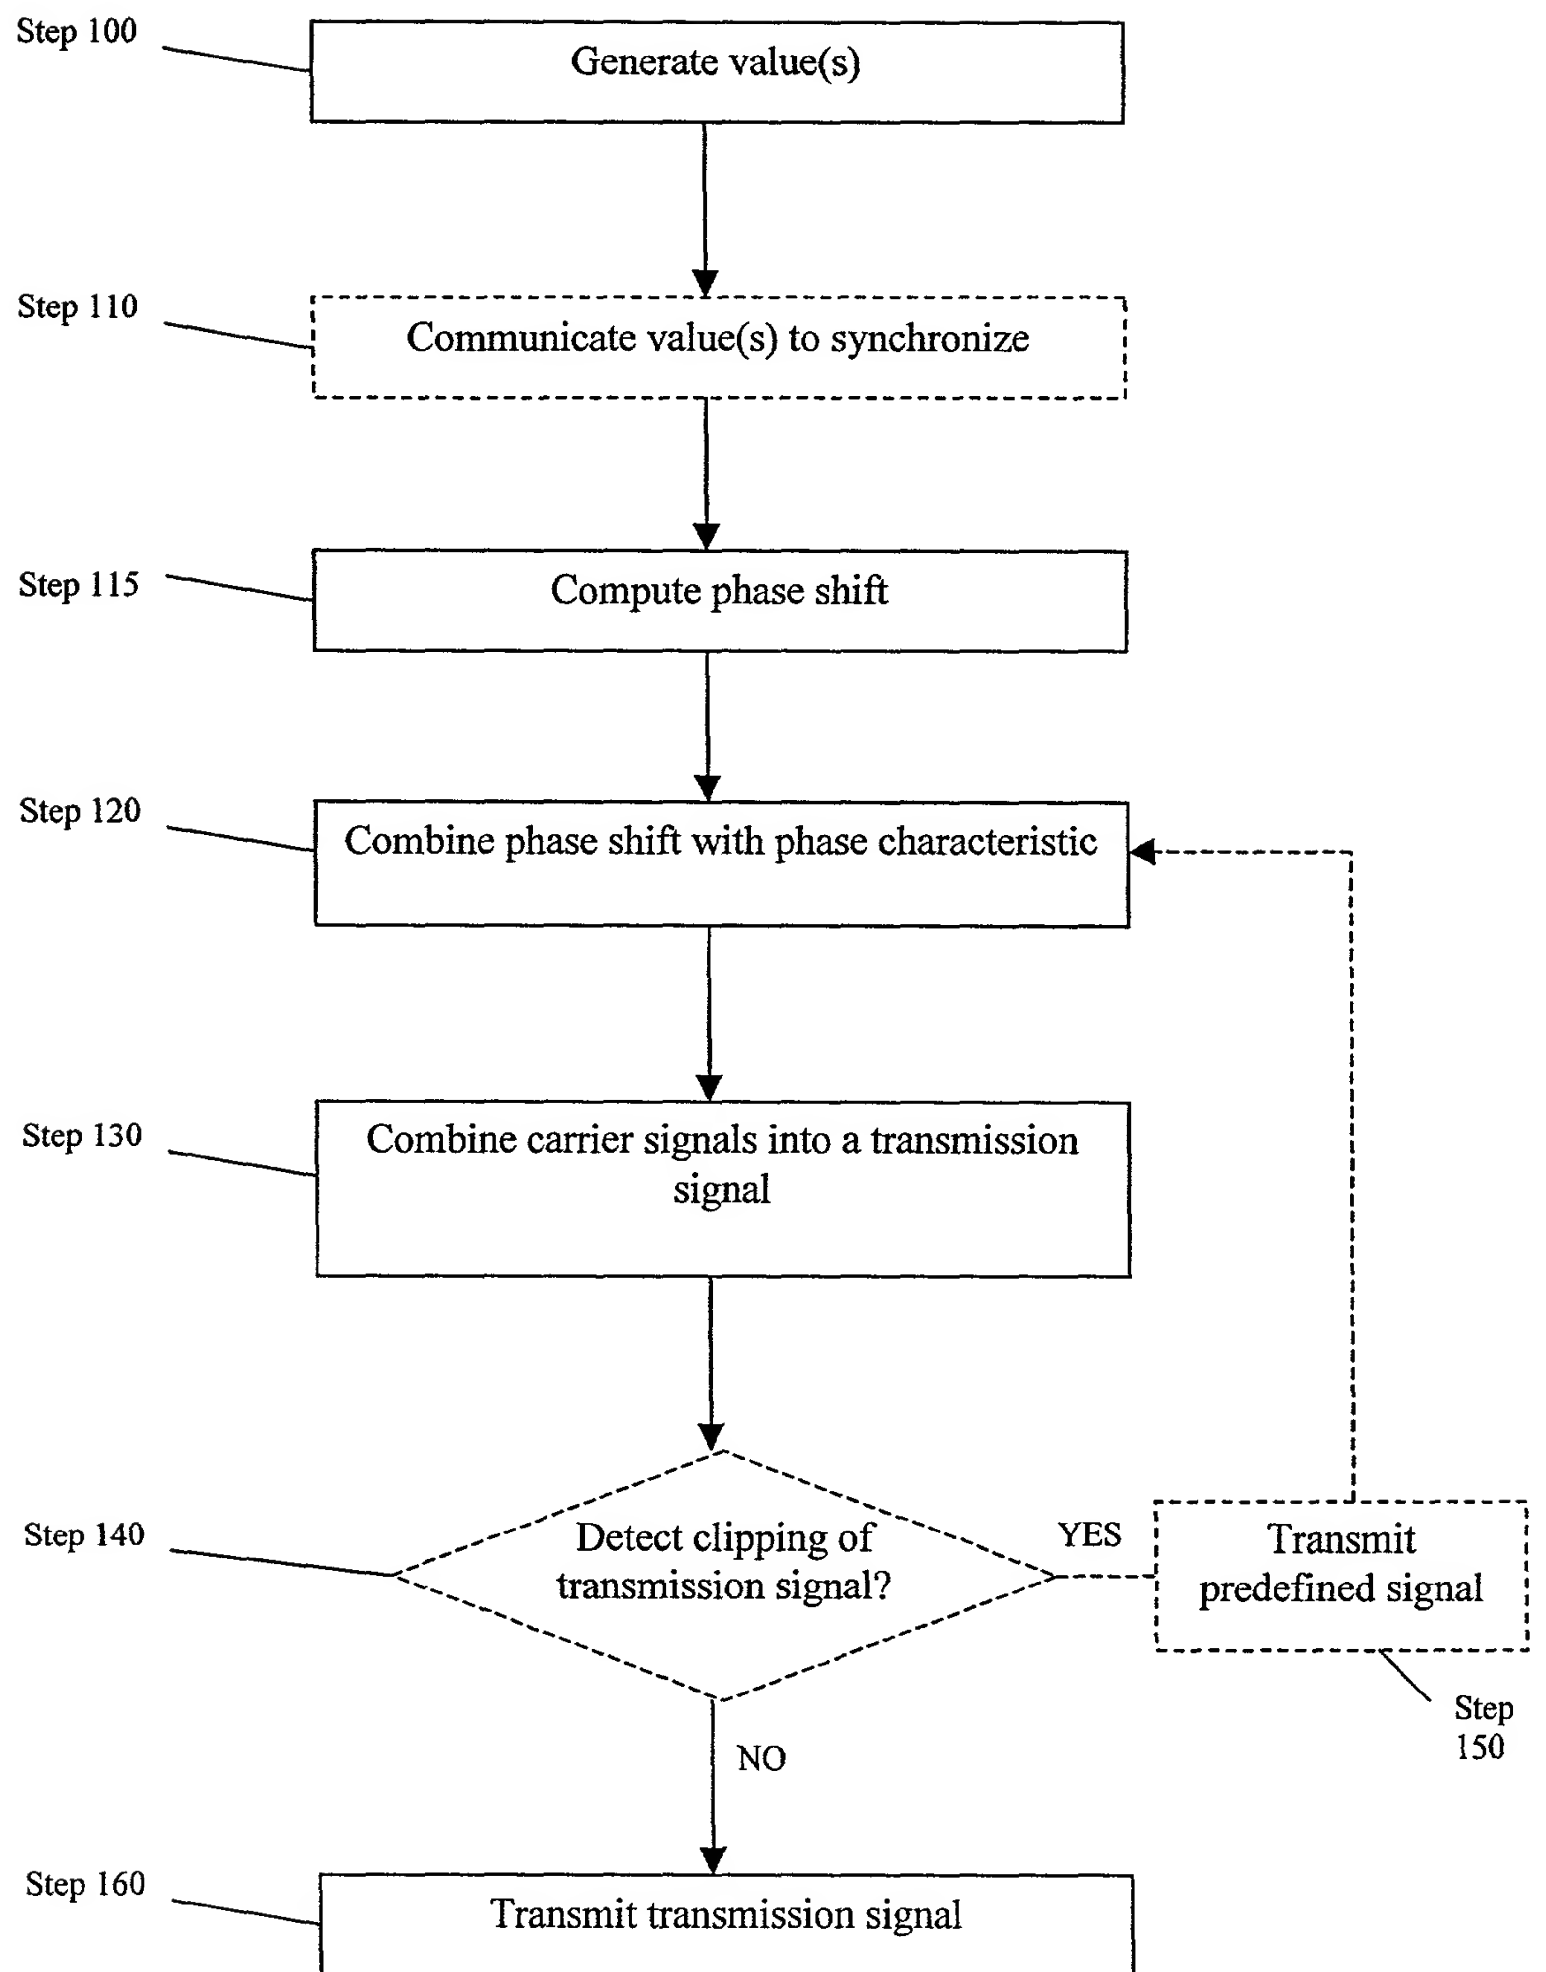 Step 100
Generate value(s)
Step 110
Communicate value(s) to synchronize
Step 115
Compute phase shift
Step 120
Combine phase shift with phase characteristic
Step 130
Combine carrier signals into a transmission
signal
Step 140
Detect clipping of
transmission signal?
YES
Transmit
predefined signal
Step
150
NO
Step 160
Transmit transmission signal